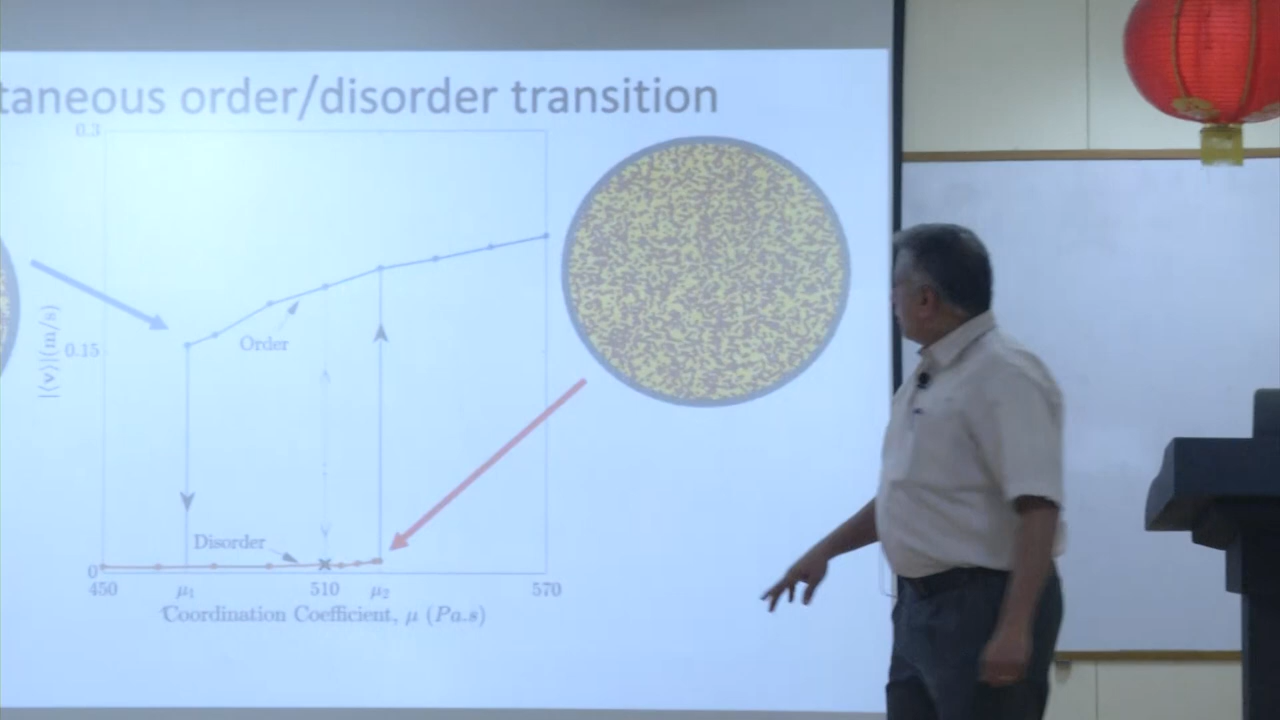 taneous order/disorder transition
0.3
0.15
0
|⟨v⟩|(m/s)
Order
Disorder
450
μ₁
510
μ₂
570
Coordination Coefficient, μ (Pa.s)